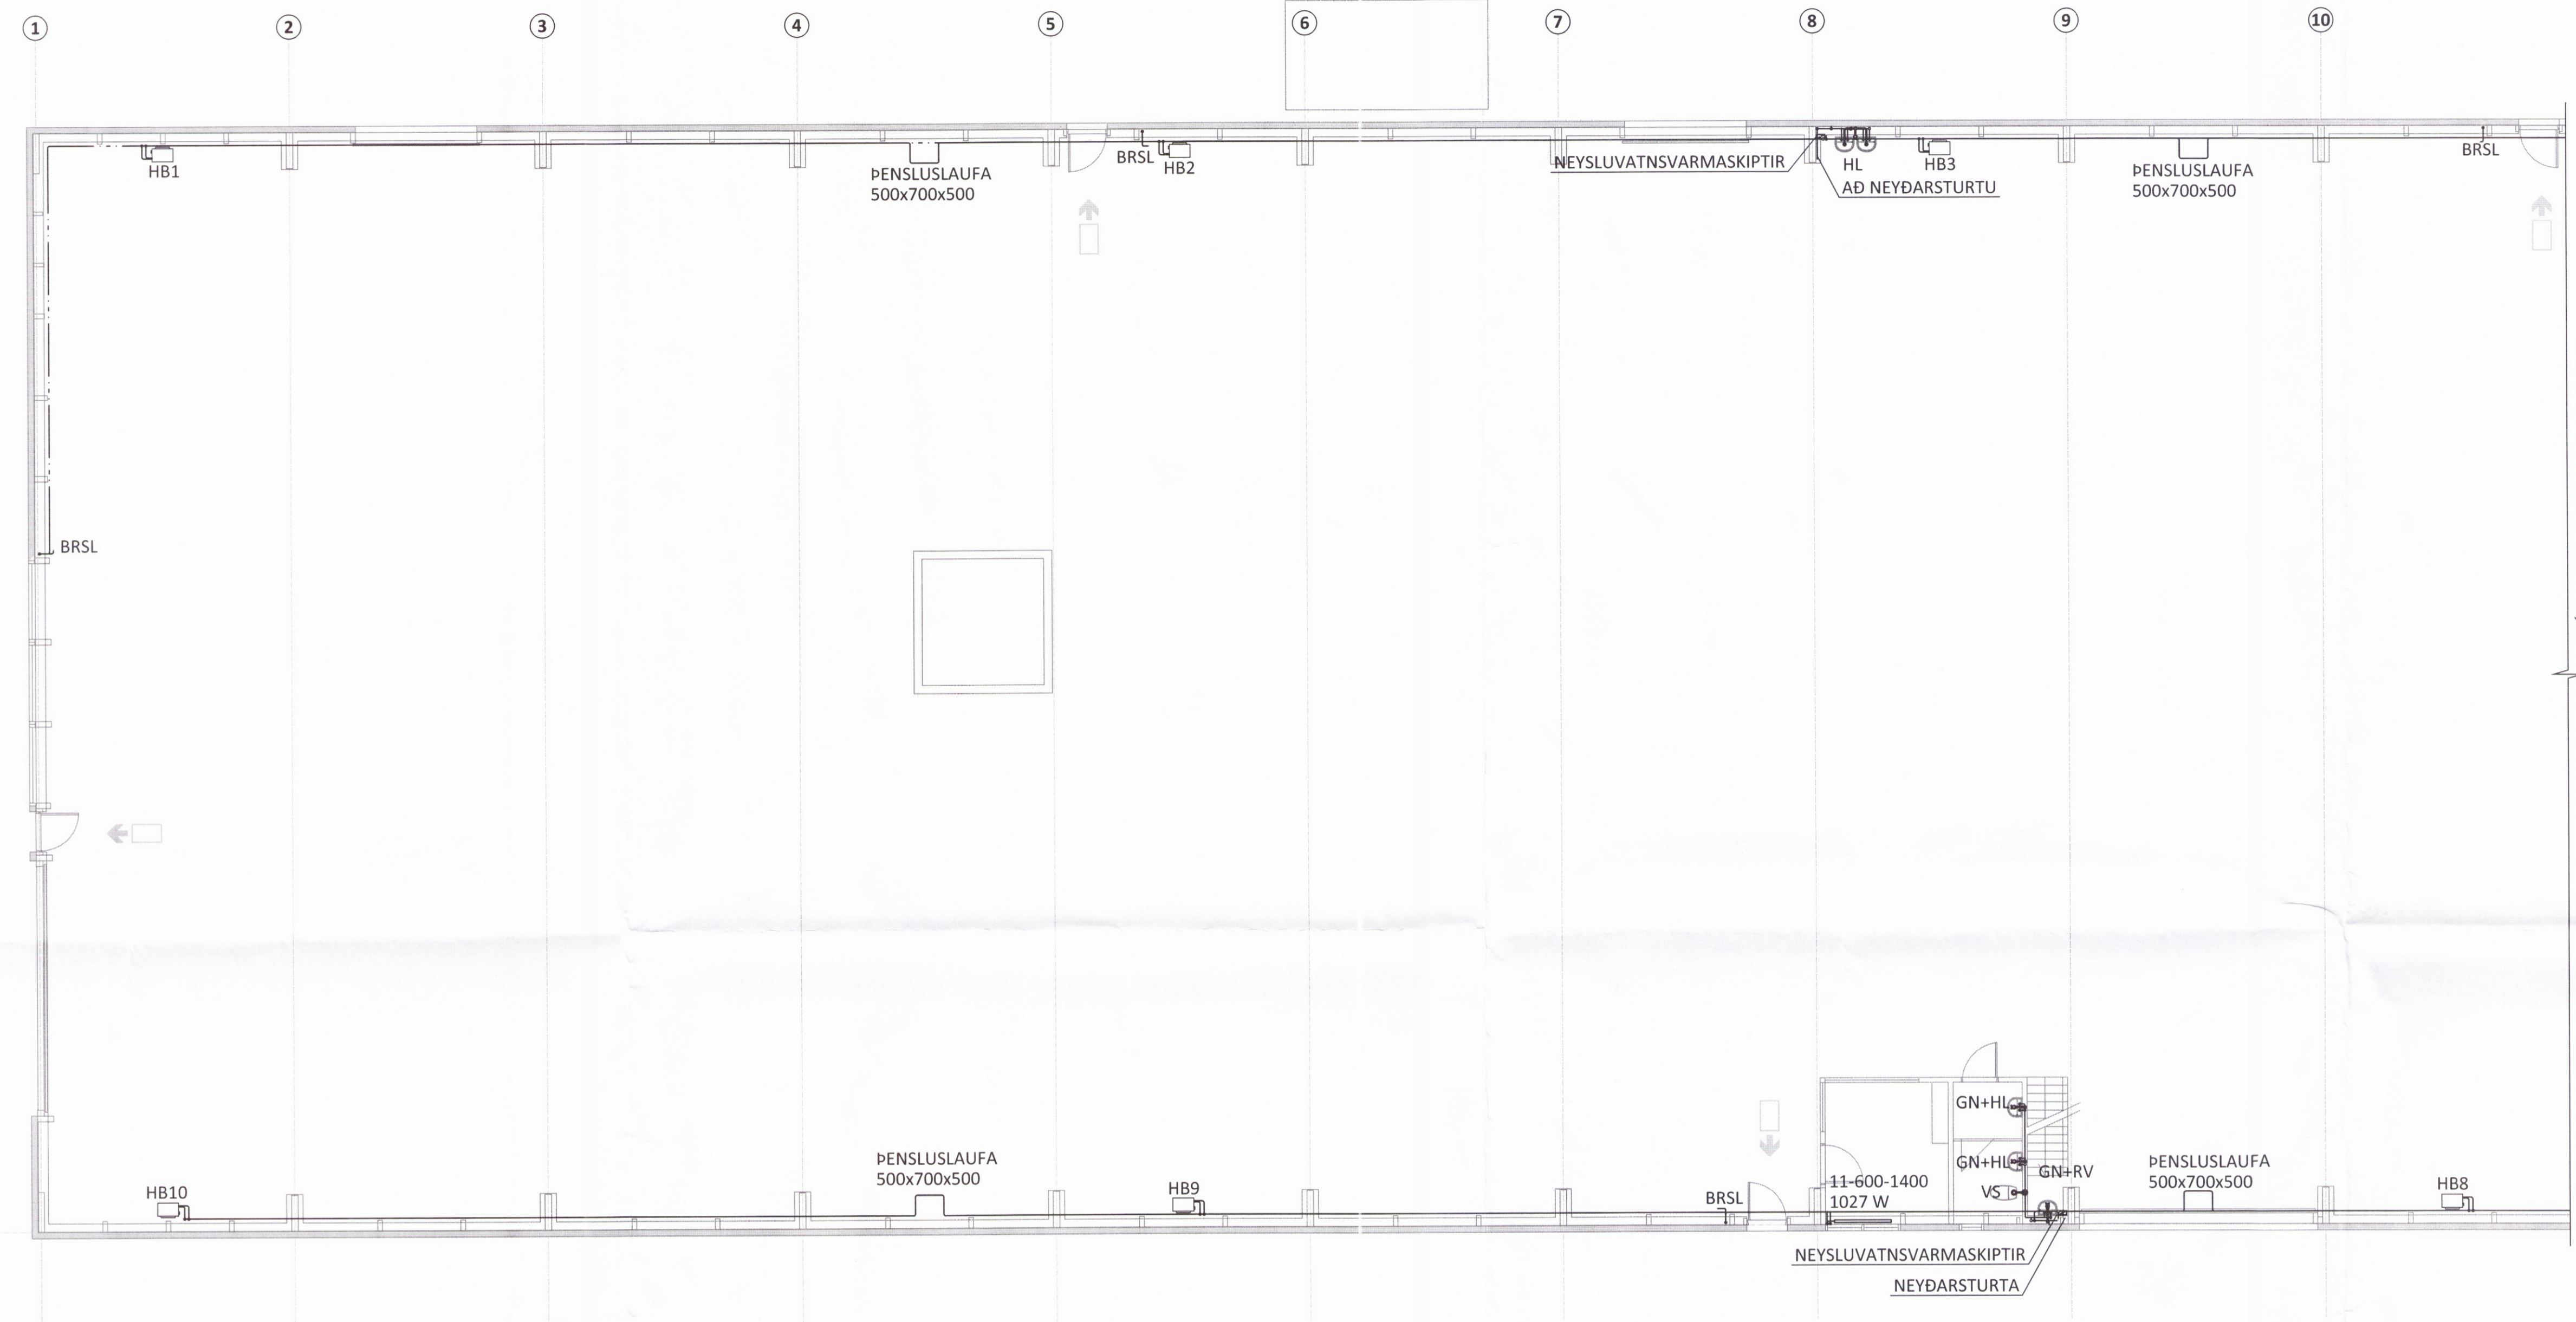 1
2
3
4
5
6
7
8
9
10
HB1
ÞENSLUSLAUFA
500x700x500
BRSL
HB2
NEYSLUVATNSVARMASKIPTIR
HL
AÐ NEYÐARSTURTU
HB3
ÞENSLUSLAUFA
500x700x500
BRSL
BRSL
HB10
ÞENSLUSLAUFA
500x700x500
HB9
BRSL
11-600-1400
1027 W
GN+HL
GN+HL
VS
GN+RV
ÞENSLUSLAUFA
500x700x500
HB8
NEYSLUVATNSVARMASKIPTIR
NEYÐARSTURTA